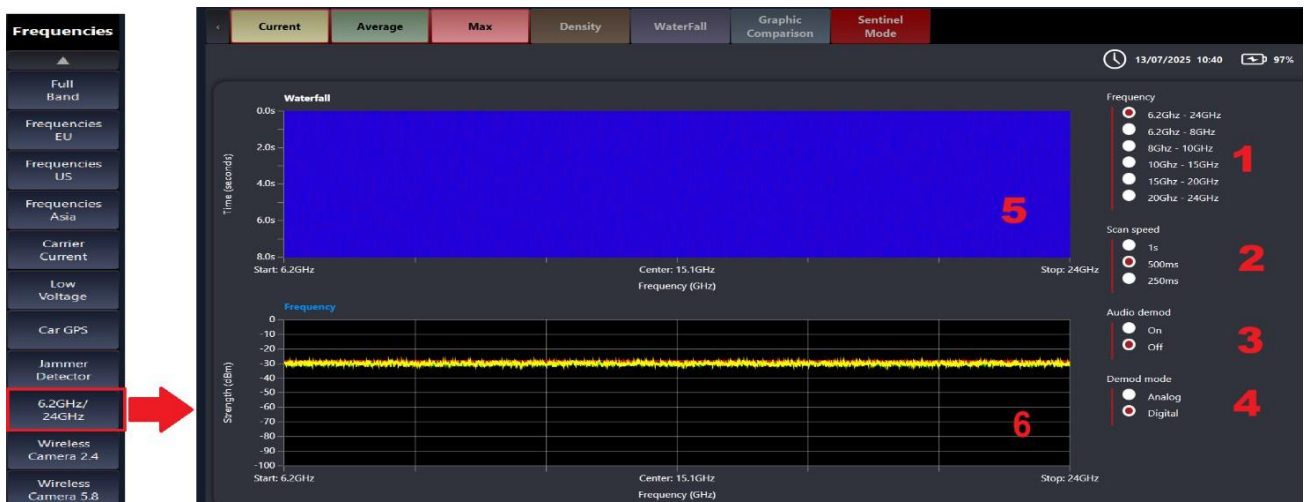 Frequencies
Full
Band
Frequencies
EU
Frequencies
US
Frequencies
Asia
Carrier
Current
Low
Voltage
Car GPS
Jammer
Detector
6.2GHz/
24GHz
Wireless
Camera 2.4
Wireless
Camera 5.8
Current
Average
Max
Density
WaterFall
Graphic
Comparison
Sentinel
Mode
13/07/2025 10:40
97%
Waterfall
0.0s
2.0s
4.0s
6.0s
8.0s
Time (seconds)
5
Start: 6.2GHz
Center: 15.1GHz
Stop: 24GHz
Frequency (GHz)
Frequency
0
-10
-20
-30
-40
-50
-60
-70
-80
-90
-100
Strength (dBm)
6
Start: 6.2GHz
Center: 15.1GHz
Stop: 24GHz
Frequency (GHz)
Frequency
6.2Ghz - 24GHz
6.2Ghz - 8GHz
8Ghz - 10GHz
10Ghz - 15GHz
15Ghz - 20GHz
20Ghz - 24GHz
1
Scan speed
1s
500ms
250ms
2
Audio demod
On
Off
3
Demod mode
Analog
Digital
4